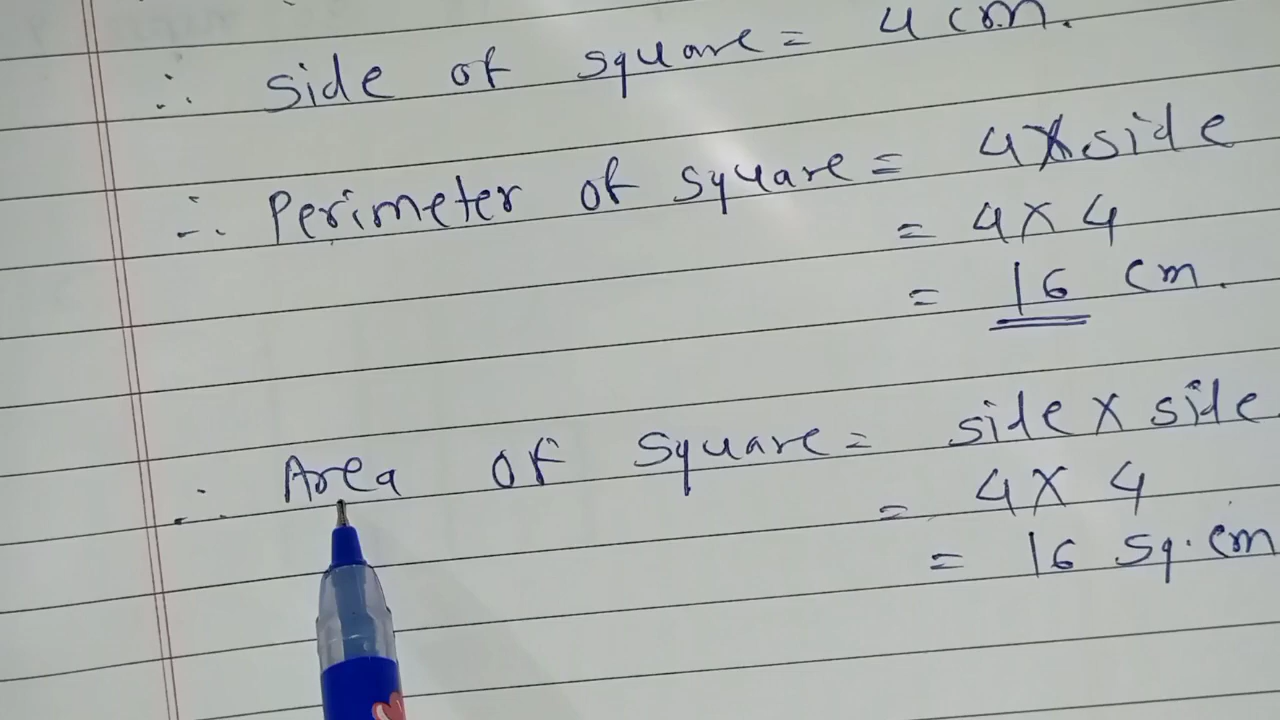 ∴ Side of square = 4 cm.
∴ Perimeter of square = 4 X side
= 4 X 4
= 16 cm.
∴ Area of square = side X side
= 4 X 4
= 16 Sq. cm